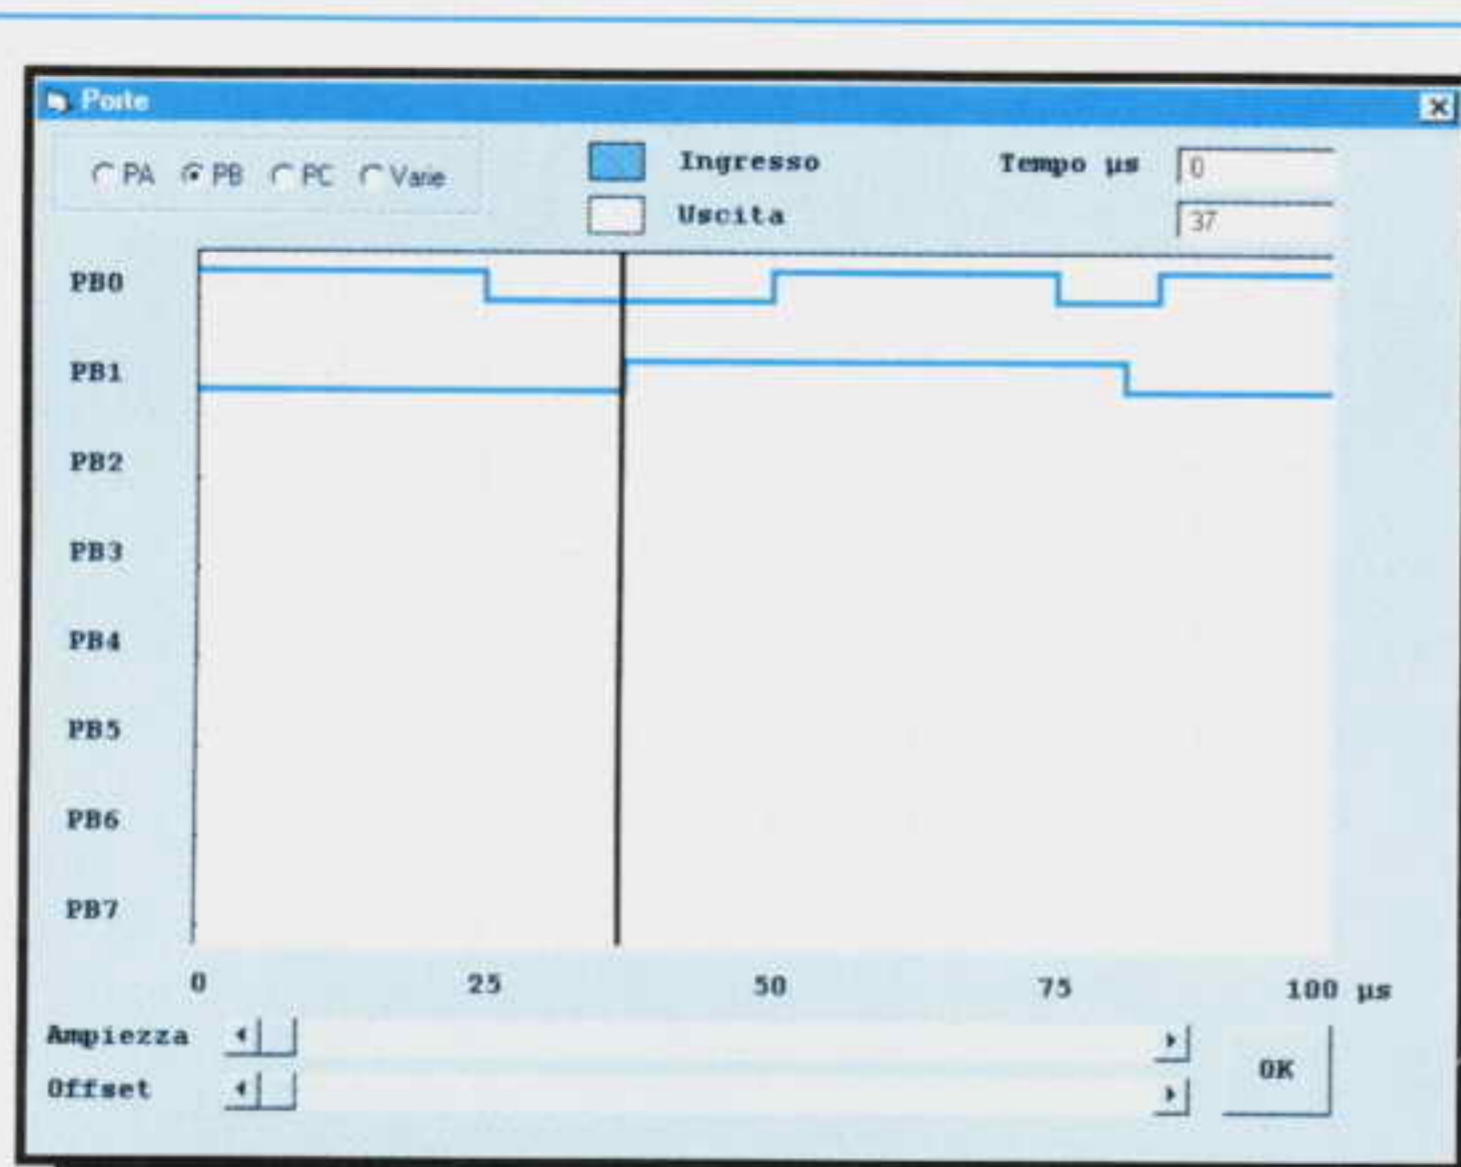 Porte
PA PB PC Varie
Ingresso
Uscita
Tempo µs 0
37
PB0
PB1
PB2
PB3
PB4
PB5
PB6
PB7
0 25 50 75 100 µs
Ampiezza
Offset
OK